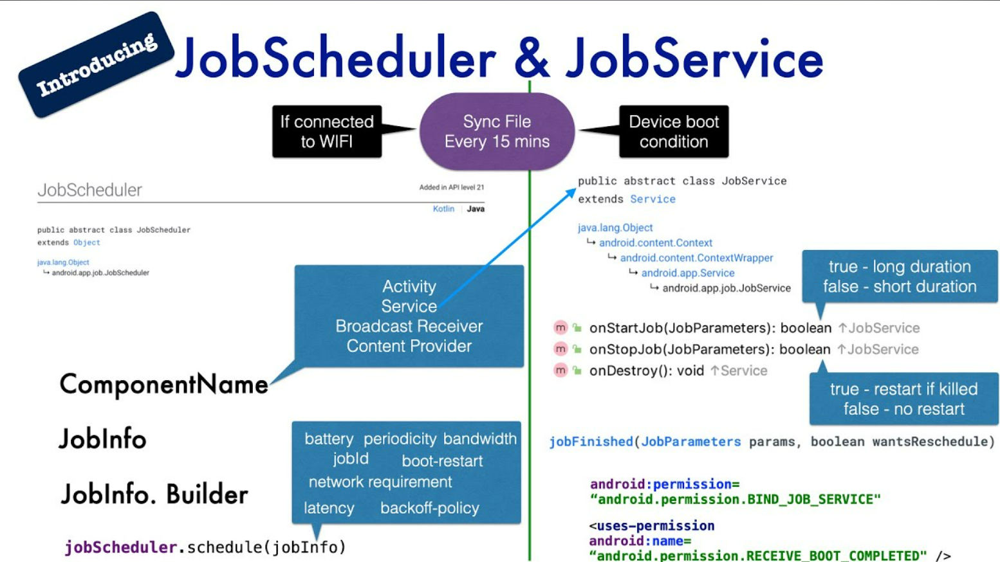 Introducing
JobScheduler & JobService
If connected
to WIFI
Sync File
Every 15 mins
Device boot
condition
JobScheduler
Added in API level 21
Kotlin | Java
public abstract class JobScheduler
extends Object
java.lang.Object
↳ android.app.job.JobScheduler
Activity
Service
Broadcast Receiver
Content Provider
ComponentName
JobInfo
JobInfo. Builder
battery periodicity bandwidth
jobId boot-restart
network requirement
latency backoff-policy
jobScheduler.schedule(jobInfo)
public abstract class JobService
extends Service
java.lang.Object
↳ android.content.Context
↳ android.content.ContextWrapper
↳ android.app.Service
↳ android.app.job.JobService
true - long duration
false - short duration
m onStartJob(JobParameters): boolean ↑JobService
m onStopJob(JobParameters): boolean ↑JobService
m onDestroy(): void ↑Service
true - restart if killed
false - no restart
jobFinished(JobParameters params, boolean wantsReschedule)
android:permission=
“android.permission.BIND_JOB_SERVICE"
<uses-permission
android:name=
“android.permission.RECEIVE_BOOT_COMPLETED" />